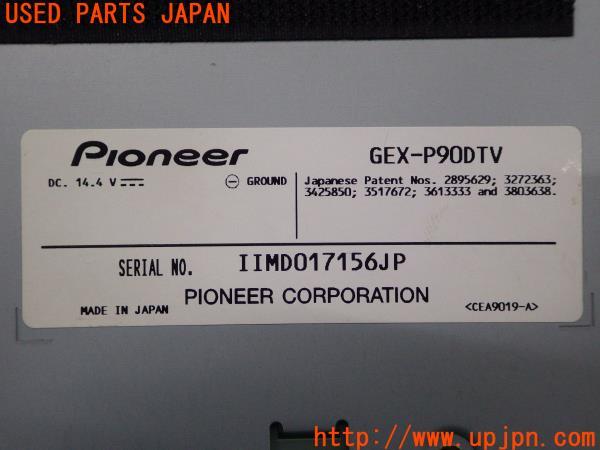 USED PARTS JAPAN
Pioneer
GEX-P90DTV
DC. 14.4 V
GROUND
Japanese Patent Nos. 2895629; 3272363;
3425850; 3517672; 3613333 and 3803638.
SERIAL NO. IIMD017156JP
MADE IN JAPAN
PIONEER CORPORATION
<CEA9019-A>
http://www.upjpn.com/